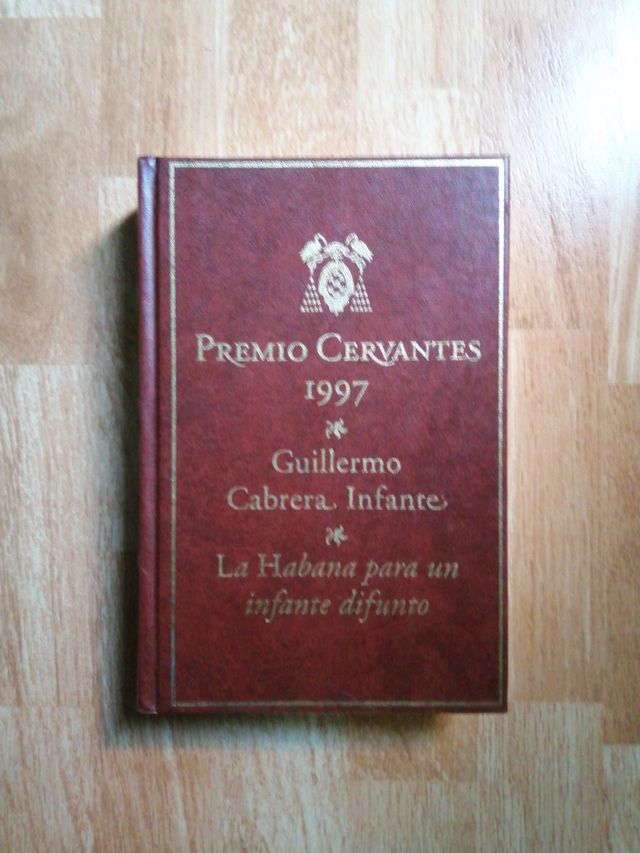 PREMIO CERVANTES
1997
Guillermo
Cabrera Infante
La Habana para un
infante difunto